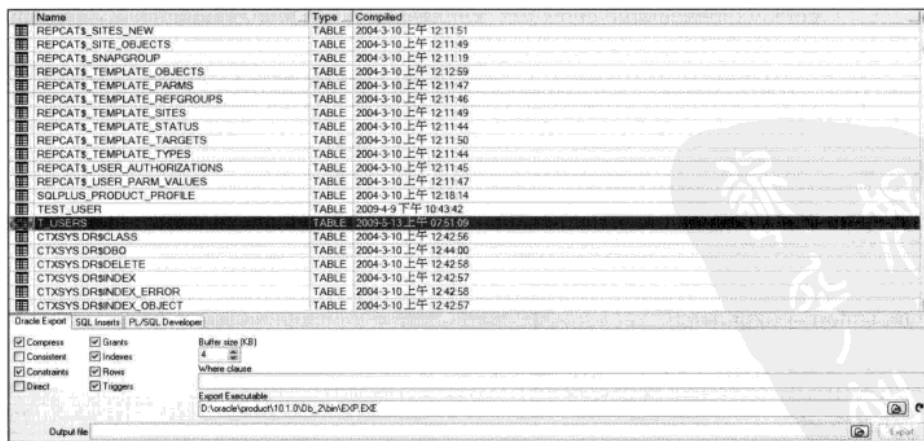 Name Type Compiled
REPCAT$_SITES_NEW TABLE 2004-3-10 上午 12:11:51
REPCAT$_SITE_OBJECTS TABLE 2004-3-10 上午 12:11:49
REPCAT$_SNAPGROUP TABLE 2004-3-10 上午 12:11:19
REPCAT$_TEMPLATE_OBJECTS TABLE 2004-3-10 上午 12:12:59
REPCAT$_TEMPLATE_PARMS TABLE 2004-3-10 上午 12:11:47
REPCAT$_TEMPLATE_REFGROUPS TABLE 2004-3-10 上午 12:11:46
REPCAT$_TEMPLATE_SITES TABLE 2004-3-10 上午 12:11:49
REPCAT$_TEMPLATE_STATUS TABLE 2004-3-10 上午 12:11:44
REPCAT$_TEMPLATE_TARGETS TABLE 2004-3-10 上午 12:11:50
REPCAT$_TEMPLATE_TYPES TABLE 2004-3-10 上午 12:11:44
REPCAT$_USER_AUTHORIZATIONS TABLE 2004-3-10 上午 12:11:45
REPCAT$_USER_PARM_VALUES TABLE 2004-3-10 上午 12:11:47
SQLPLUS_PRODUCT_PROFILE TABLE 2004-3-10 上午 12:18:14
TEST_USER TABLE 2009-4-9 下午 10:43:42
T_USERS TABLE 2009-5-13 上午 07:51:09
CTXSYS.DR$CLASS TABLE 2004-3-10 上午 12:42:56
CTXSYS.DR$DBO TABLE 2004-3-10 上午 12:44:00
CTXSYS.DR$DELETE TABLE 2004-3-10 上午 12:42:58
CTXSYS.DR$INDEX TABLE 2004-3-10 上午 12:42:57
CTXSYS.DR$INDEX_ERROR TABLE 2004-3-10 上午 12:42:58
CTXSYS.DR$INDEX_OBJECT TABLE 2004-3-10 上午 12:42:57
Oracle Export SQL Inserts PL/SQL Developer
Compress Grants Buffer size (KB)
Consistent Indexes 4
Constraints Rows Where clause
Direct Triggers
Export Executable
D:\oracle\product\10.1.0\Db_2\bin\EXP.EXE
Output file Export